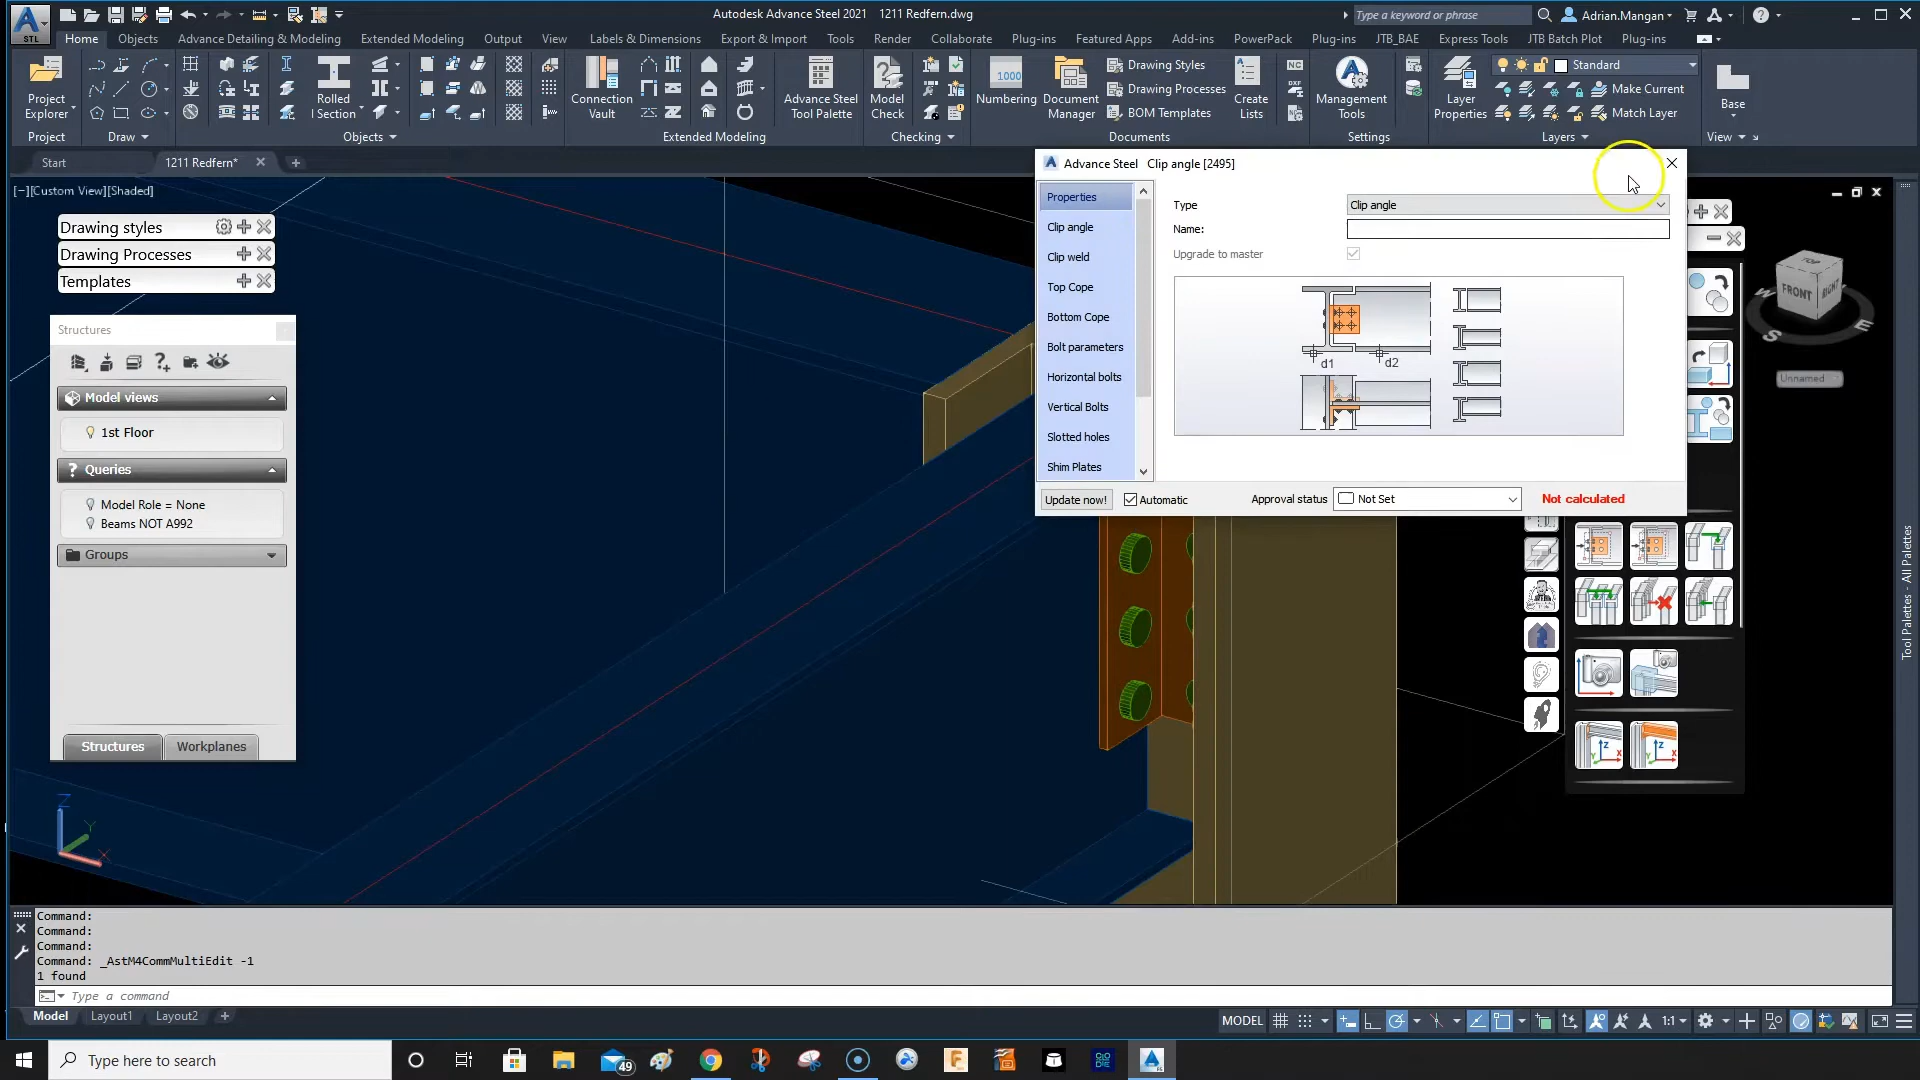 Autodesk Advance Steel 2021   1211 Redfern.dwg
Type a keyword or phrase
Adrian.Mangan
STL
Home Objects Advance Detailing & Modeling Extended Modeling Output View Labels & Dimensions Export & Import Tools Render Collaborate Plug-ins Featured Apps Add-ins PowerPack Plug-ins JTB_BAE Express Tools JTB Batch Plot Plug-ins
Project
Explorer
Rolled
I Section
Connection
Vault
Advance Steel
Tool Palette
Model
Check
1.000
Numbering
Document
Manager
Drawing Styles
Drawing Processes
BOM Templates
Create
Lists
NC
DXF
Management
Tools
Layer
Properties
Standard
Make Current
Match Layer
Base
Project Draw Objects Extended Modeling Checking Documents Settings Layers View
Start
1211 Redfern*
[−][Custom View][Shaded]
Drawing styles
Drawing Processes
Templates
Structures
Model views
1st Floor
Queries
Model Role = None
Beams NOT A992
Groups
Structures
Workplanes
Advance Steel   Clip angle [2495]
Properties
Clip angle
Clip weld
Top Cope
Bottom Cope
Bolt parameters
Horizontal bolts
Vertical Bolts
Slotted holes
Shim Plates
Type
Clip angle
Name:
Upgrade to master
d1
d2
Update now!
Automatic
Approval status
Not Set
Not calculated
TOP
FRONT
RIGHT
W
S
E
Unnamed
Tool Palettes - All Palettes
Z
Y
X
Command:
Command:
Command:
Command: _AstM4CommMultiEdit -1
1 found
Type a command
Model
Layout1
Layout2
MODEL
1:1
Type here to search
49